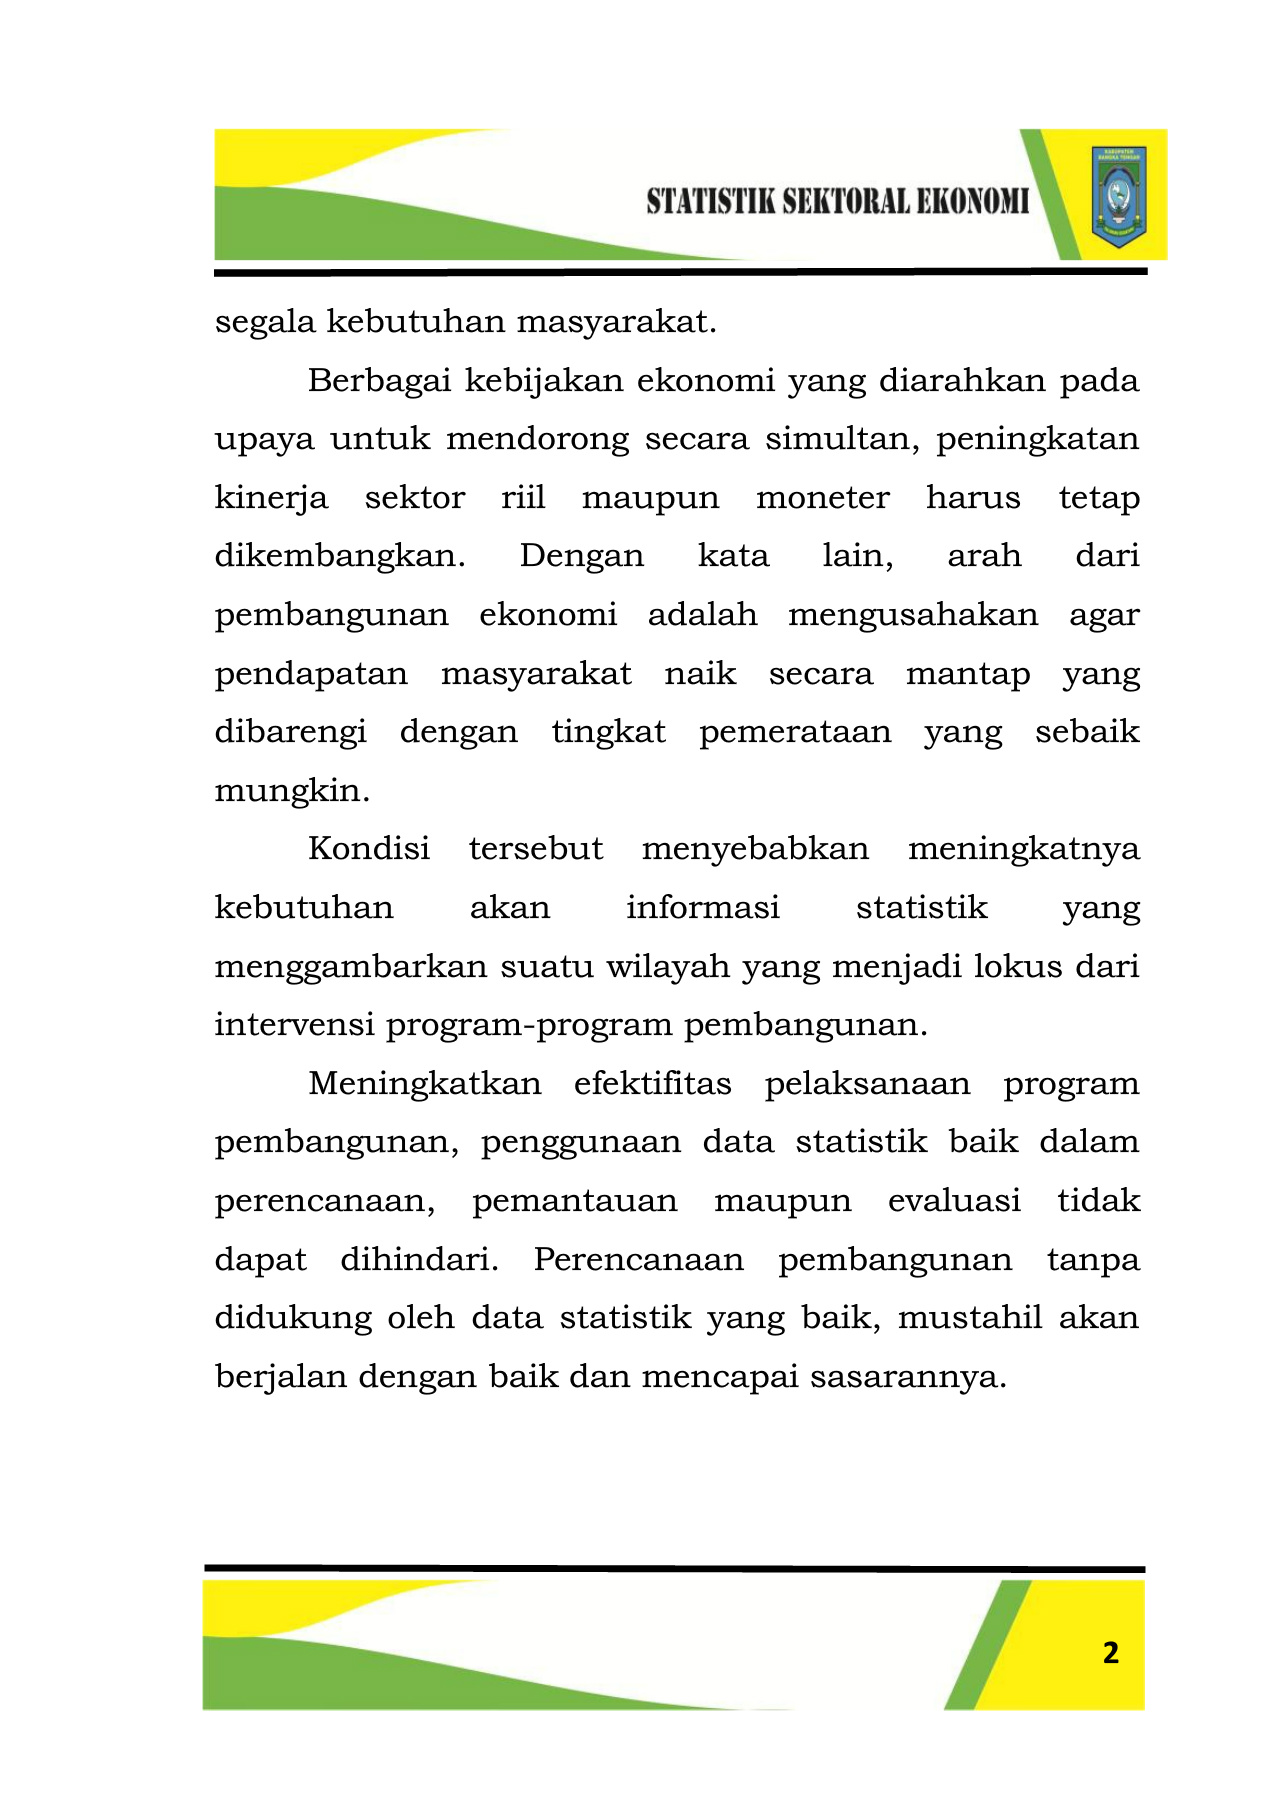 STATISTIK SEKTORAL EKONOMI
KABUPATEN
BANGKA TENGAH
segala kebutuhan masyarakat.
Berbagai kebijakan ekonomi yang diarahkan pada
upaya untuk mendorong secara simultan, peningkatan
kinerja sektor riil maupun moneter harus tetap
dikembangkan. Dengan kata lain, arah dari
pembangunan ekonomi adalah mengusahakan agar
pendapatan masyarakat naik secara mantap yang
dibarengi dengan tingkat pemerataan yang sebaik
mungkin.
Kondisi tersebut menyebabkan meningkatnya
kebutuhan akan informasi statistik yang
menggambarkan suatu wilayah yang menjadi lokus dari
intervensi program-program pembangunan.
Meningkatkan efektifitas pelaksanaan program
pembangunan, penggunaan data statistik baik dalam
perencanaan, pemantauan maupun evaluasi tidak
dapat dihindari. Perencanaan pembangunan tanpa
didukung oleh data statistik yang baik, mustahil akan
berjalan dengan baik dan mencapai sasarannya.
2